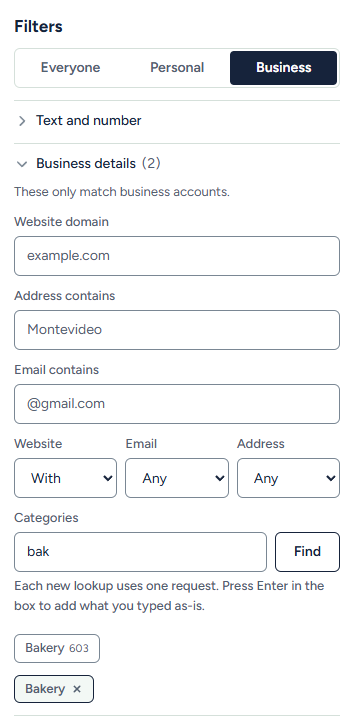 Filters
Everyone Personal Business
Text and number
Business details (2)
These only match business accounts.
Website domain
example.com
Address contains
Montevideo
Email contains
@gmail.com
Website Email Address
With Any Any
Categories
bak Find
Each new lookup uses one request. Press Enter in the
box to add what you typed as-is.
Bakery 603
Bakery ×